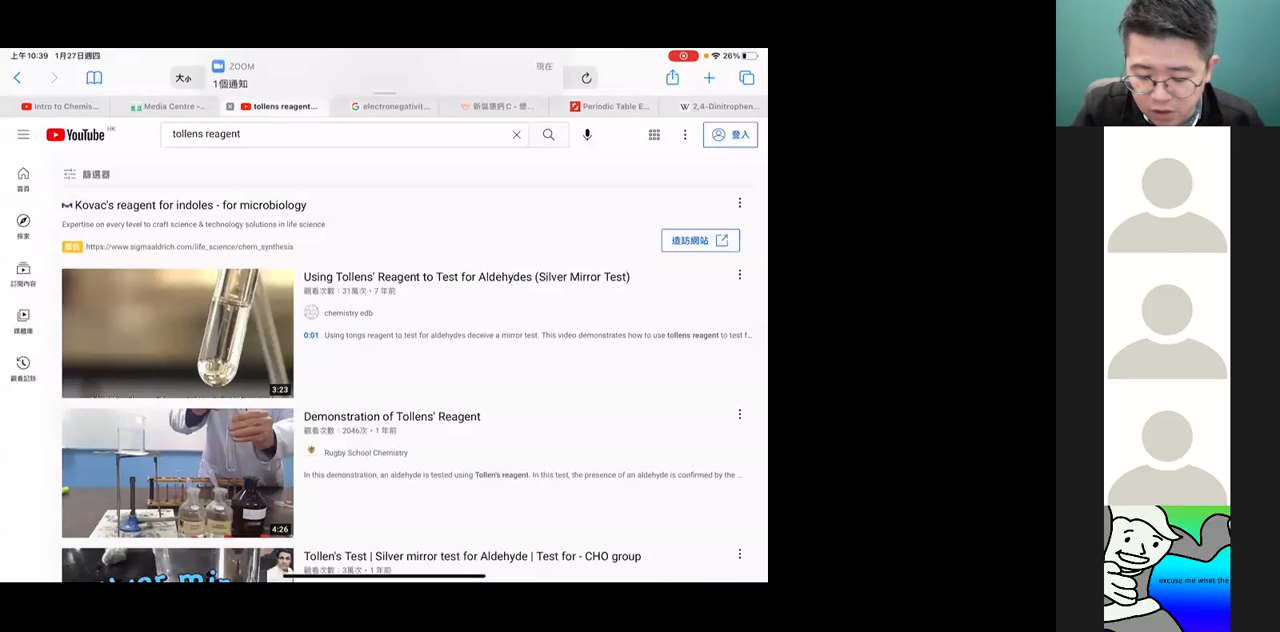 上午10:39 1月27日週四
26%
大小
ZOOM
現在
1個通知
Intro to Chemis...
Media Centre -...
tollens reagent...
electronegativit...
Periodic Table E...
2,4-Dinitrophen...
YouTube HK
tollens reagent
登入
首頁
探索
訂閱內容
媒體庫
觀看記錄
篩選器
Kovac's reagent for indoles - for microbiology
Expertise on every level to craft science & technology solutions in life science
廣告 https://www.sigmaaldrich.com/life_science/chem_synthesis
造訪網站
3:23
Using Tollens' Reagent to Test for Aldehydes (Silver Mirror Test)
觀看次數：31萬次・7 年前
chemistry edb
0:01 Using tongs reagent to test for aldehydes deceive a mirror test. This video demonstrates how to use tollens reagent to test f...
4:26
Demonstration of Tollens' Reagent
觀看次數：2046次・1 年前
Rugby School Chemistry
In this demonstration, an aldehyde is tested using Tollen's reagent. In this test, the presence of an aldehyde is confirmed by the ...
Tollen's Test | Silver mirror test for Aldehyde | Test for - CHO group
觀看次數：3萬次・1 年前
excuse me what the